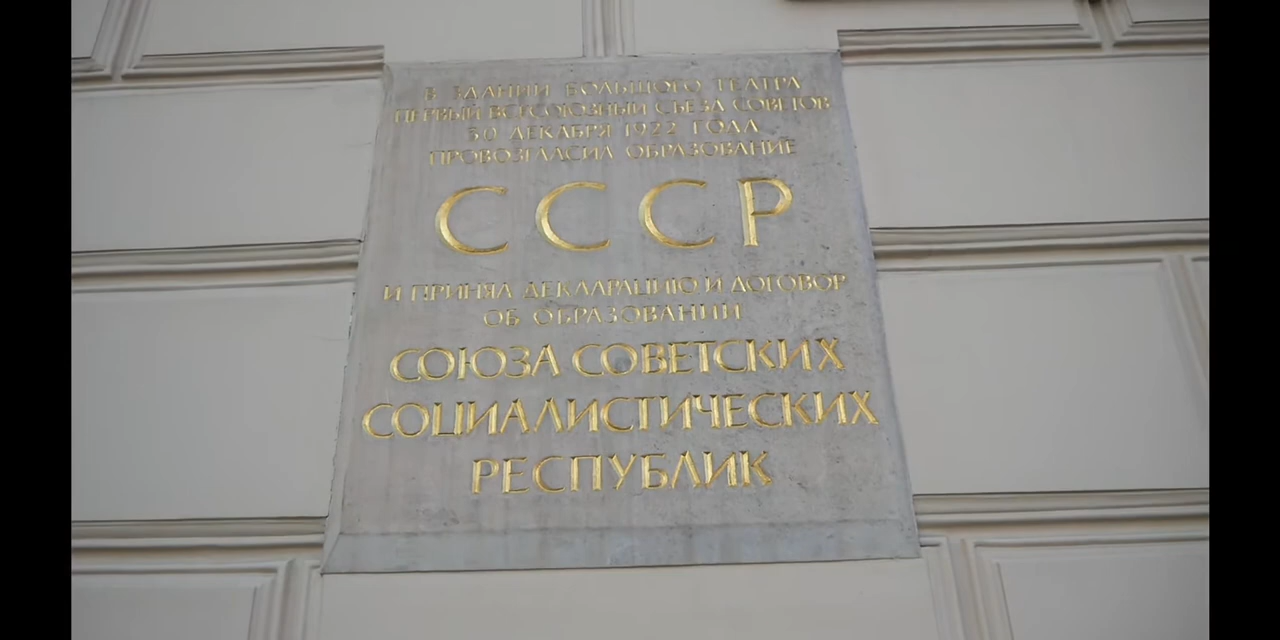 В ЗДАНИИ БОЛЬШОГО ТЕАТРА
ПЕРВЫЙ ВСЕСОЮЗНЫЙ СЪЕЗД СОВЕТОВ
30 ДЕКАБРЯ 1922 ГОДА
ПРОВОЗГЛАСИЛ ОБРАЗОВАНИЕ
СССР
И ПРИНЯЛ ДЕКЛАРАЦИЮ И ДОГОВОР
ОБ ОБРАЗОВАНИИ
СОЮЗА СОВЕТСКИХ
СОЦИАЛИСТИЧЕСКИХ
РЕСПУБЛИК